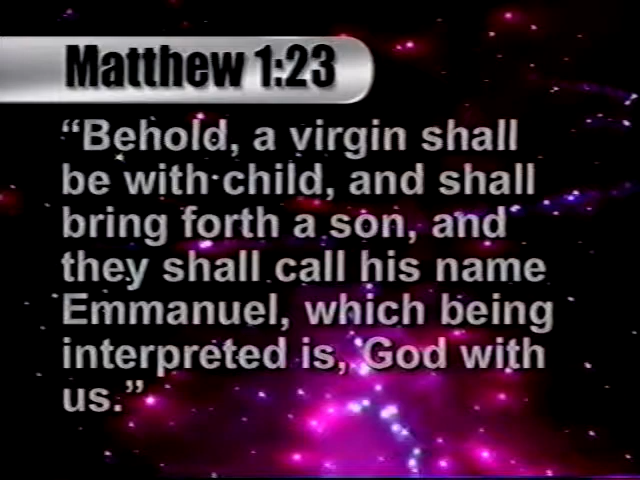 Matthew 1:23
“Behold, a virgin shall
be with child, and shall
bring forth a son, and
they shall call his name
Emmanuel, which being
interpreted is, God with
us.”